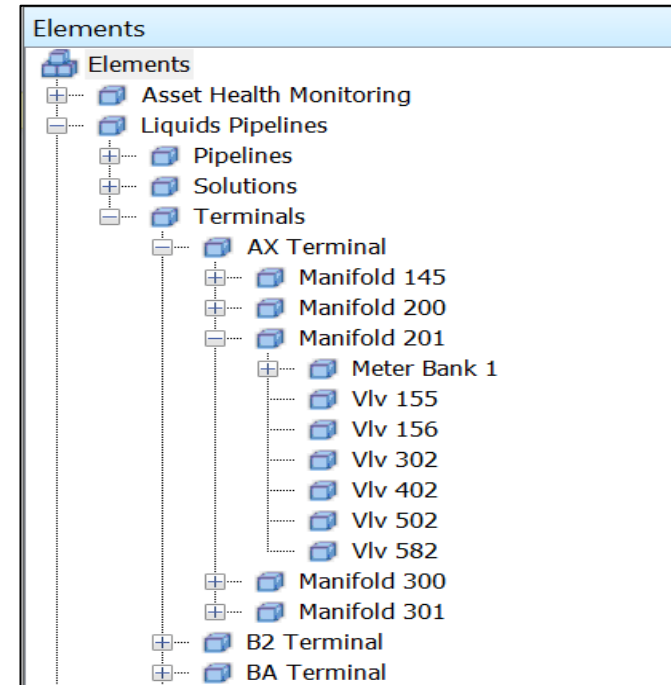 Elements
Elements
Asset Health Monitoring
Liquids Pipelines
Pipelines
Solutions
Terminals
AX Terminal
Manifold 145
Manifold 200
Manifold 201
Meter Bank 1
Vlv 155
Vlv 156
Vlv 302
Vlv 402
Vlv 502
Vlv 582
Manifold 300
Manifold 301
B2 Terminal
BA Terminal